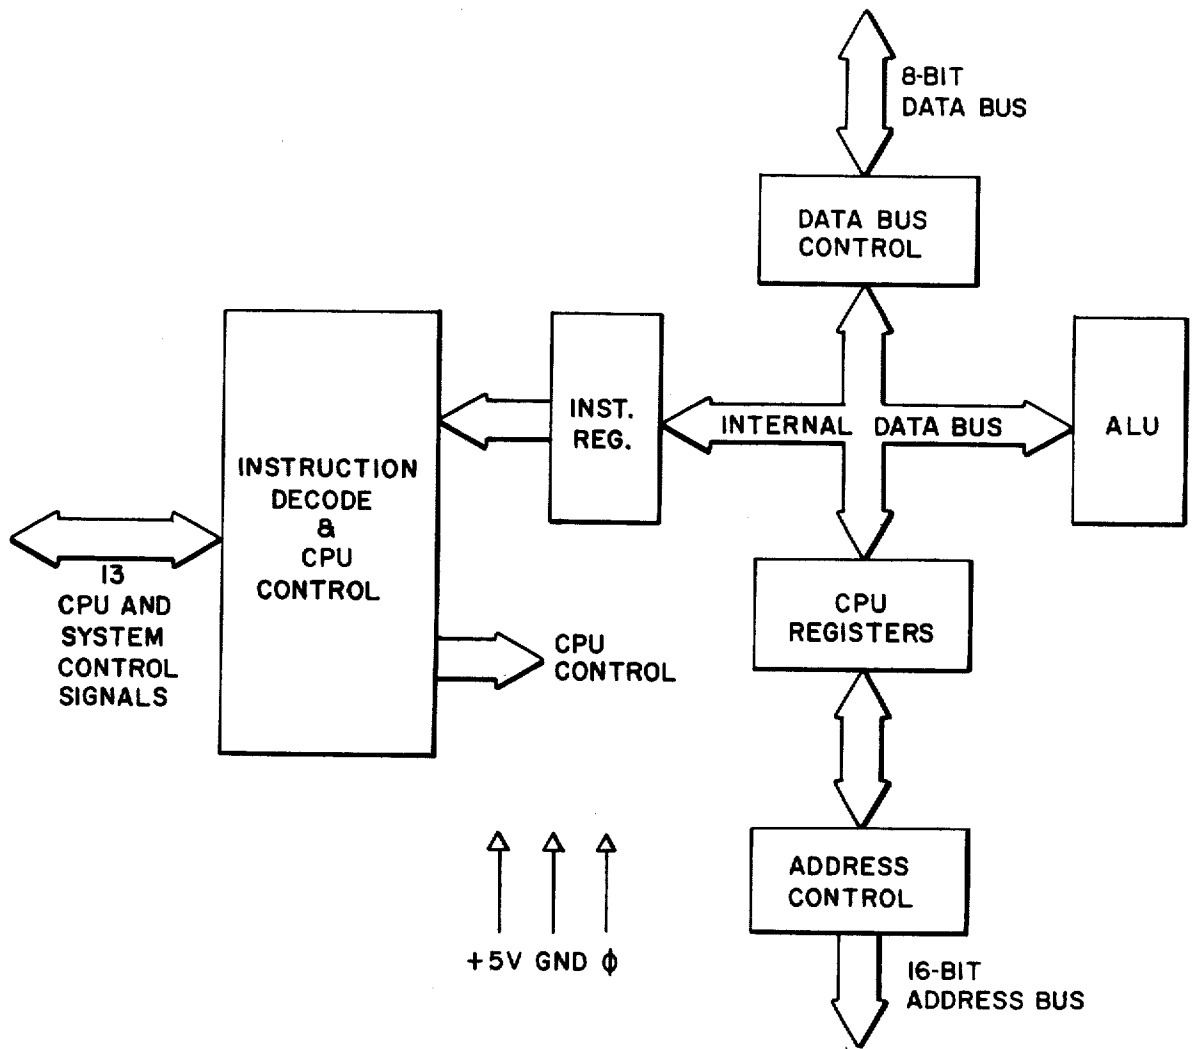 8-BIT
DATA BUS
DATA BUS
CONTROL
INST.
REG.
INTERNAL DATA BUS
ALU
INSTRUCTION
DECODE
&
CPU
CONTROL
13
CPU AND
SYSTEM
CONTROL
SIGNALS
CPU
REGISTERS
CPU
CONTROL
ADDRESS
CONTROL
+5V GND ϕ
16-BIT
ADDRESS BUS